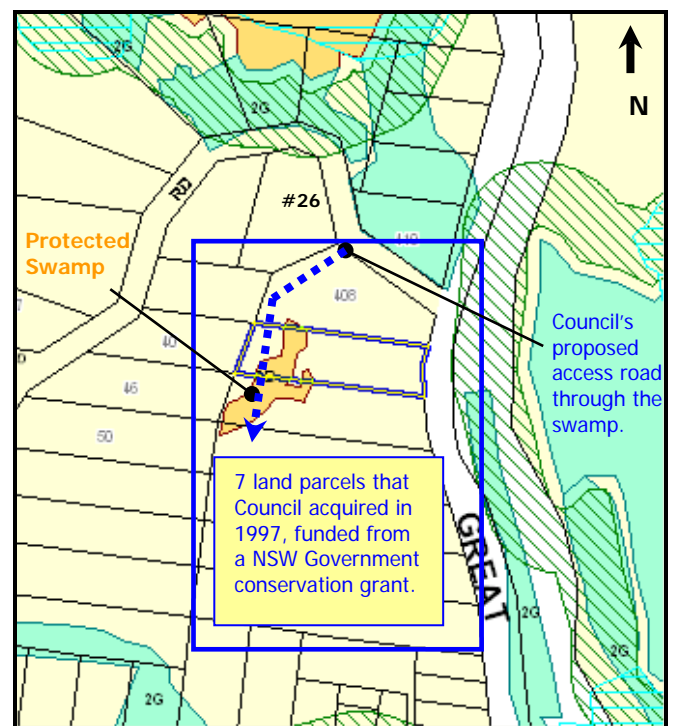 2G
N
2G
RD
#26
Protected
Swamp
408
Council's
proposed
access road
through the
swamp.
40
46
50
7 land parcels that
Council acquired in
1997, funded from
a NSW Government
conservation grant.
GREAT
2G
2G
2G